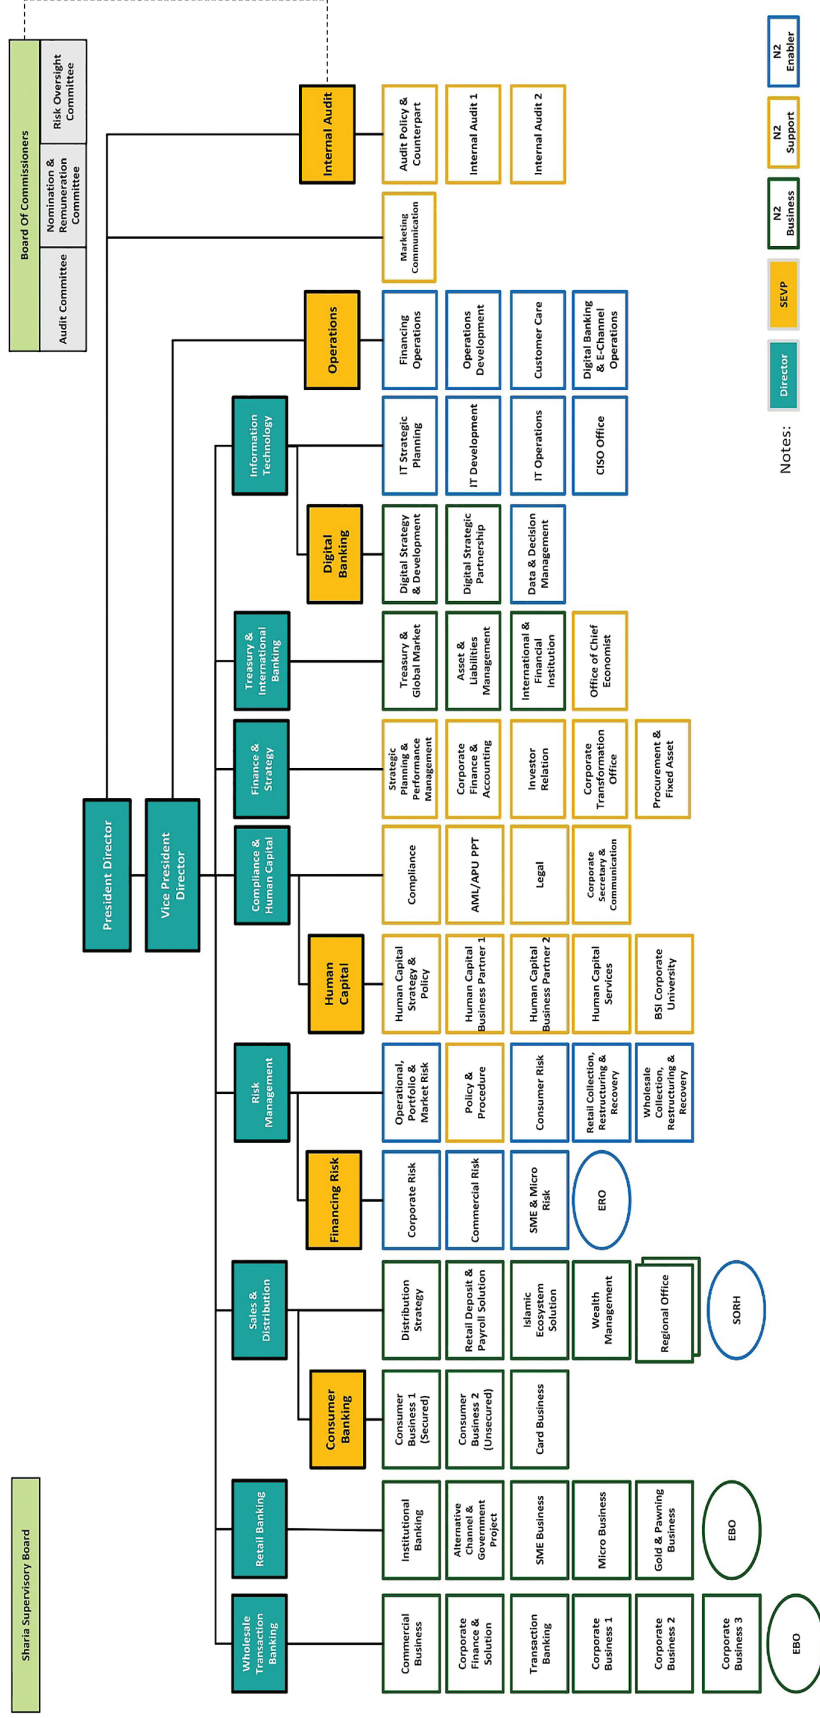 Sharia Supervisory Board
Board Of Commissioners
Audit Committee
Nomination &
Remuneration
Committee
Risk Oversight
Committee
President Director
Vice President
Director
Wholesale
Transaction
Banking
Retail Banking
Sales &
Distribution
Risk
Management
Compliance &
Human Capital
Finance &
Strategy
Treasury &
International
Banking
Information
Technology
Consumer
Banking
Financing Risk
Human
Capital
Digital
Banking
Operations
Internal Audit
Commercial
Business
Corporate
Finance &
Solution
Transaction
Banking
Corporate
Business 1
Corporate
Business 2
Corporate
Business 3
EBO
Institutional
Banking
Alternative
Channel &
Government
Project
SME Business
Micro Business
Gold & Pawning
Business
EBO
Consumer
Business 1
(Secured)
Consumer
Business 2
(Unsecured)
Card Business
Distribution
Strategy
Retail Deposit &
Payroll Solution
Islamic
Ecosystem
Solution
Wealth
Management
Regional Office
SORH
Corporate Risk
Commercial Risk
SME & Micro
Risk
ERO
Operational,
Portfolio &
Market Risk
Policy &
Procedure
Consumer Risk
Retail Collection,
Restructuring &
Recovery
Wholesale
Collection,
Restructuring &
Recovery
Human Capital
Strategy &
Policy
Human Capital
Business Partner 1
Human Capital
Business Partner 2
Human Capital
Services
BSI Corporate
University
Compliance
AML/APU PPT
Legal
Corporate
Secretary &
Communication
Strategic
Planning &
Performance
Management
Corporate
Finance &
Accounting
Investor
Relation
Corporate
Transformation
Office
Procurement &
Fixed Asset
Treasury &
Global Market
Asset &
Liabilities
Management
International &
Financial
Institution
Office of Chief
Economist
Digital Strategy
& Development
Digital Strategic
Partnership
Data & Decision
Management
IT Strategic
Planning
IT Development
IT Operations
CISO Office
Financing
Operations
Operations
Development
Customer Care
Digital Banking
& E-Channel
Operations
Marketing
Communication
Audit Policy &
Counterpart
Internal Audit 1
Internal Audit 2
Notes:
Director
SEVP
N2
Business
N2
Support
N2
Enabler